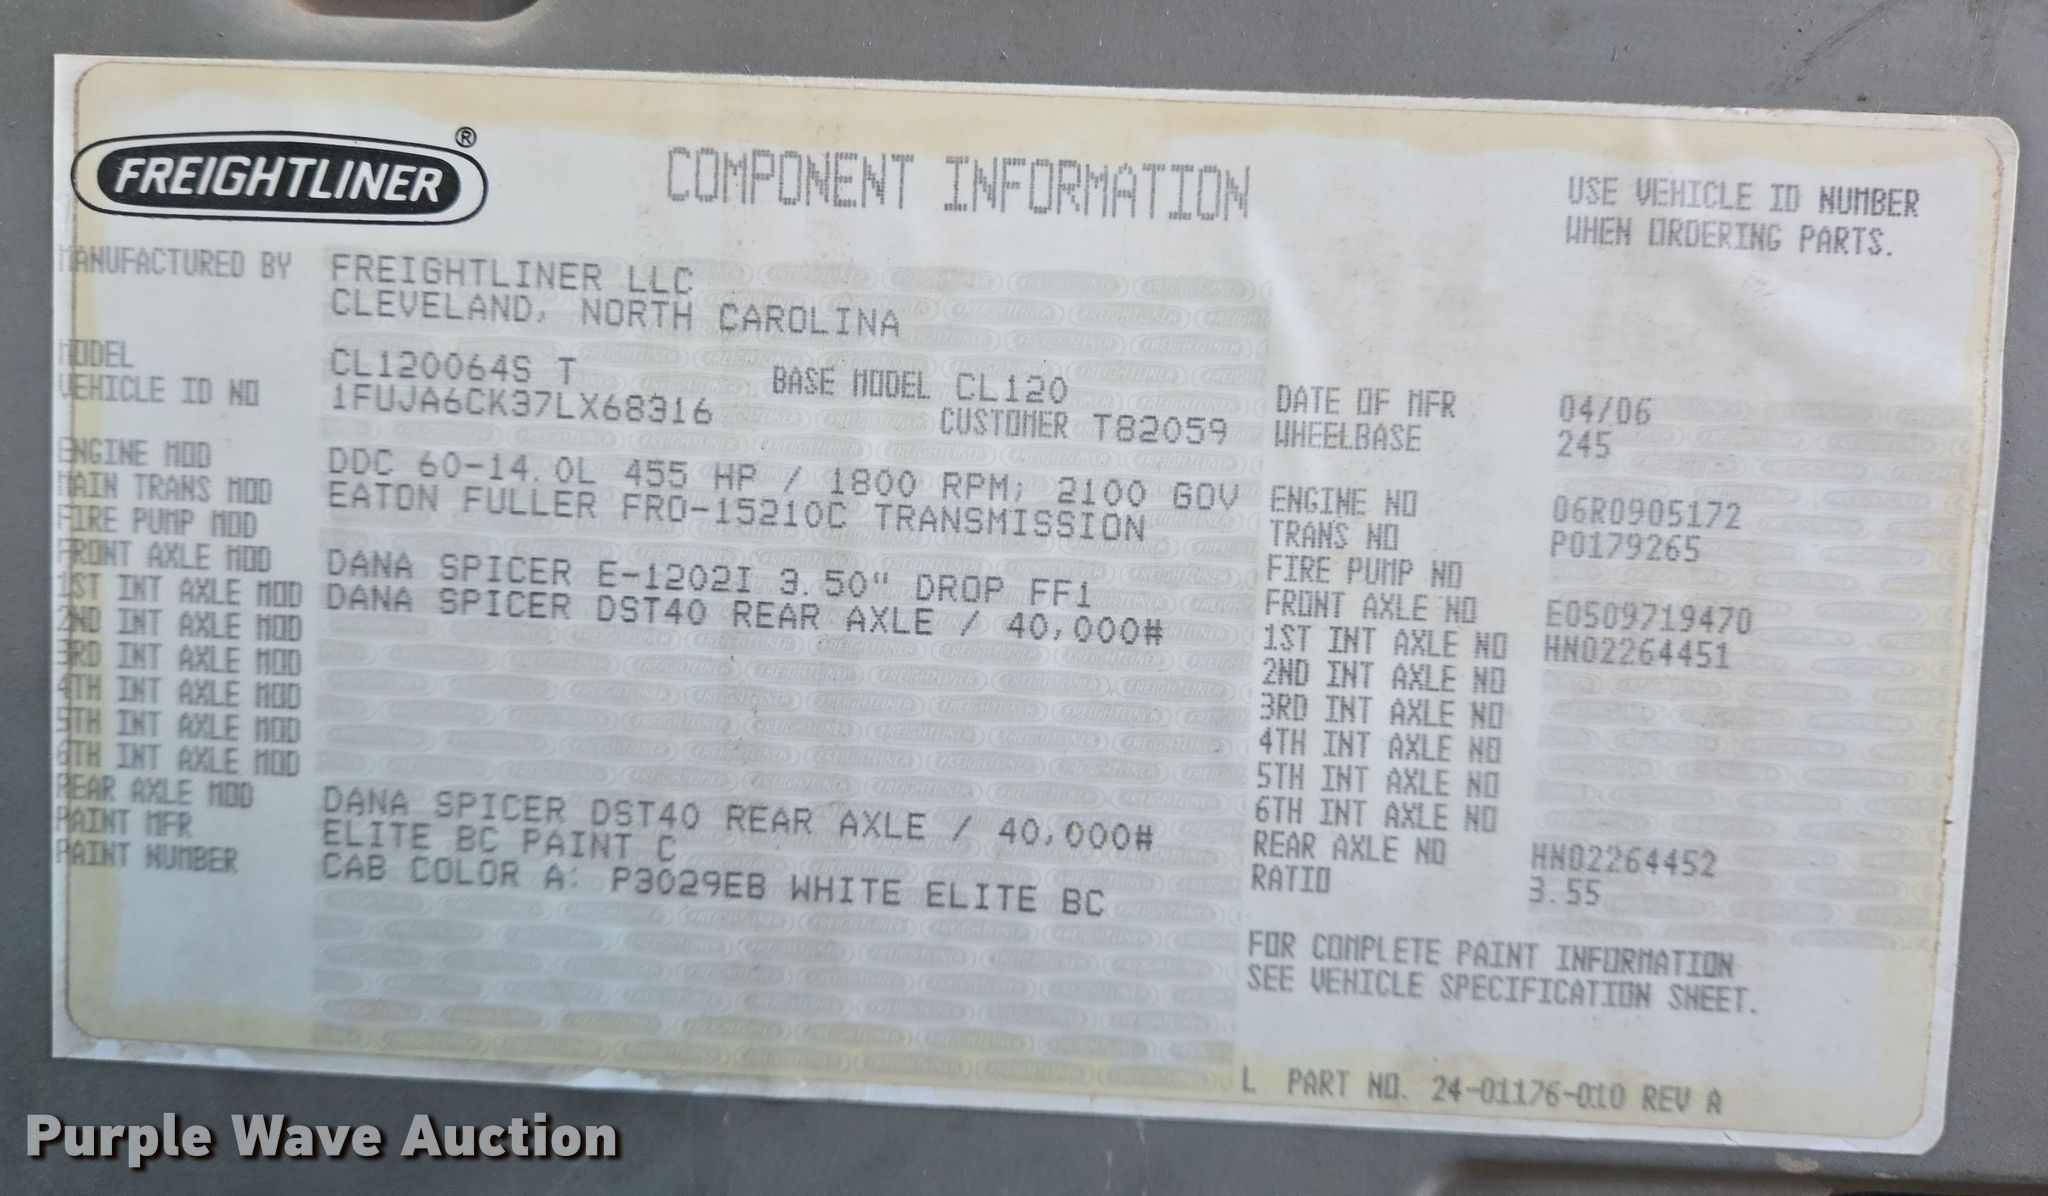 FREIGHTLINER®
COMPONENT INFORMATION
USE VEHICLE ID NUMBER
WHEN ORDERING PARTS.
MANUFACTURED BY FREIGHTLINER LLC
CLEVELAND, NORTH CAROLINA
MODEL CL120064S T BASE MODEL CL120
VEHICLE ID NO 1FUJA6CK37LX68316 CUSTOMER T82059
DATE OF MFR 04/06
WHEELBASE 245
ENGINE MOD DDC 60-14.0L 455 HP / 1800 RPM; 2100 GOV
MAIN TRANS MOD EATON FULLER FRO-15210C TRANSMISSION
FIRE PUMP MOD
FRONT AXLE MOD DANA SPICER E-1202I 3.50" DROP FF1
1ST INT AXLE MOD DANA SPICER DST40 REAR AXLE / 40,000#
2ND INT AXLE MOD
3RD INT AXLE MOD
4TH INT AXLE MOD
5TH INT AXLE MOD
6TH INT AXLE MOD
REAR AXLE MOD DANA SPICER DST40 REAR AXLE / 40,000#
PAINT MFR ELITE BC PAINT C
PAINT NUMBER CAB COLOR A: P3029EB WHITE ELITE BC
ENGINE NO 06R0905172
TRANS NO P0179265
FIRE PUMP NO
FRONT AXLE NO E0509719470
1ST INT AXLE NO HN02264451
2ND INT AXLE NO
3RD INT AXLE NO
4TH INT AXLE NO
5TH INT AXLE NO
6TH INT AXLE NO
REAR AXLE NO HN02264452
RATIO 3.55
FOR COMPLETE PAINT INFORMATION
SEE VEHICLE SPECIFICATION SHEET.
L PART NO. 24-01176-010 REV A
Purple Wave Auction